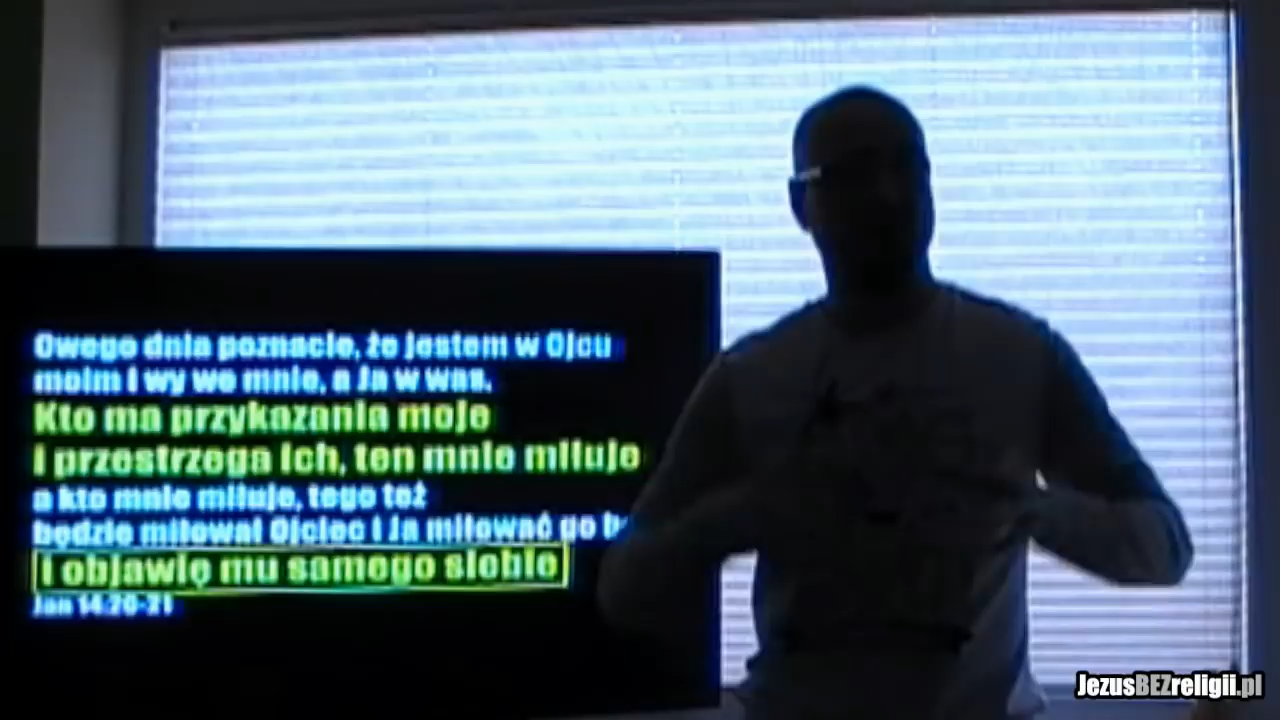 Owego dnia poznacie, że jestem w Ojcu
moim i wy we mnie, a Ja w was.
Kto ma przykazania moje
i przestrzega ich, ten mnie miłuje
a kto mnie miłuje, tego też
będzie miłował Ojciec i Ja miłować go
i objawię mu samego siebie
Jan 14:20-21
JezusBEZreligii.pl